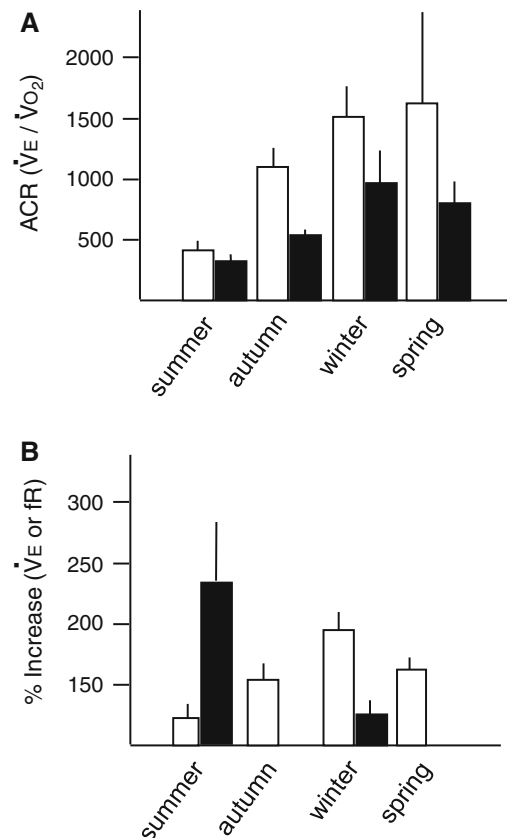 A
ACR (V̇E / V̇O₂)
2000
1500
1000
500
summer
autumn
winter
spring
B
% Increase (V̇E or fR)
300
250
200
150
summer
autumn
winter
spring